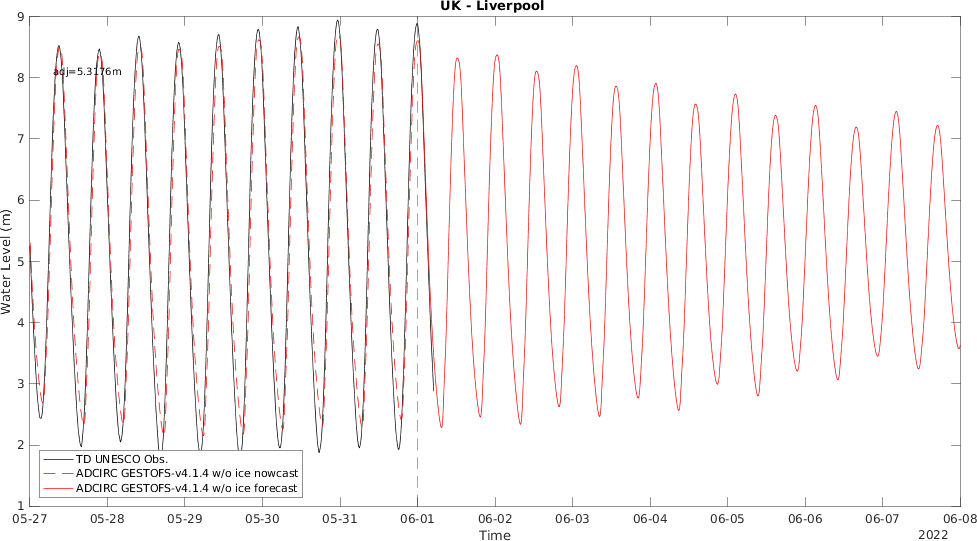 UK - Liverpool
9
8
adj=5.3176m
7
6
5
4
3
2
1
Water Level (m)
TD UNESCO Obs.
ADCIRC GESTOFS-v4.1.4 w/o ice nowcast
ADCIRC GESTOFS-v4.1.4 w/o ice forecast
05-27 05-28 05-29 05-30 05-31 06-01 06-02 06-03 06-04 06-05 06-06 06-07 06-08
Time
2022